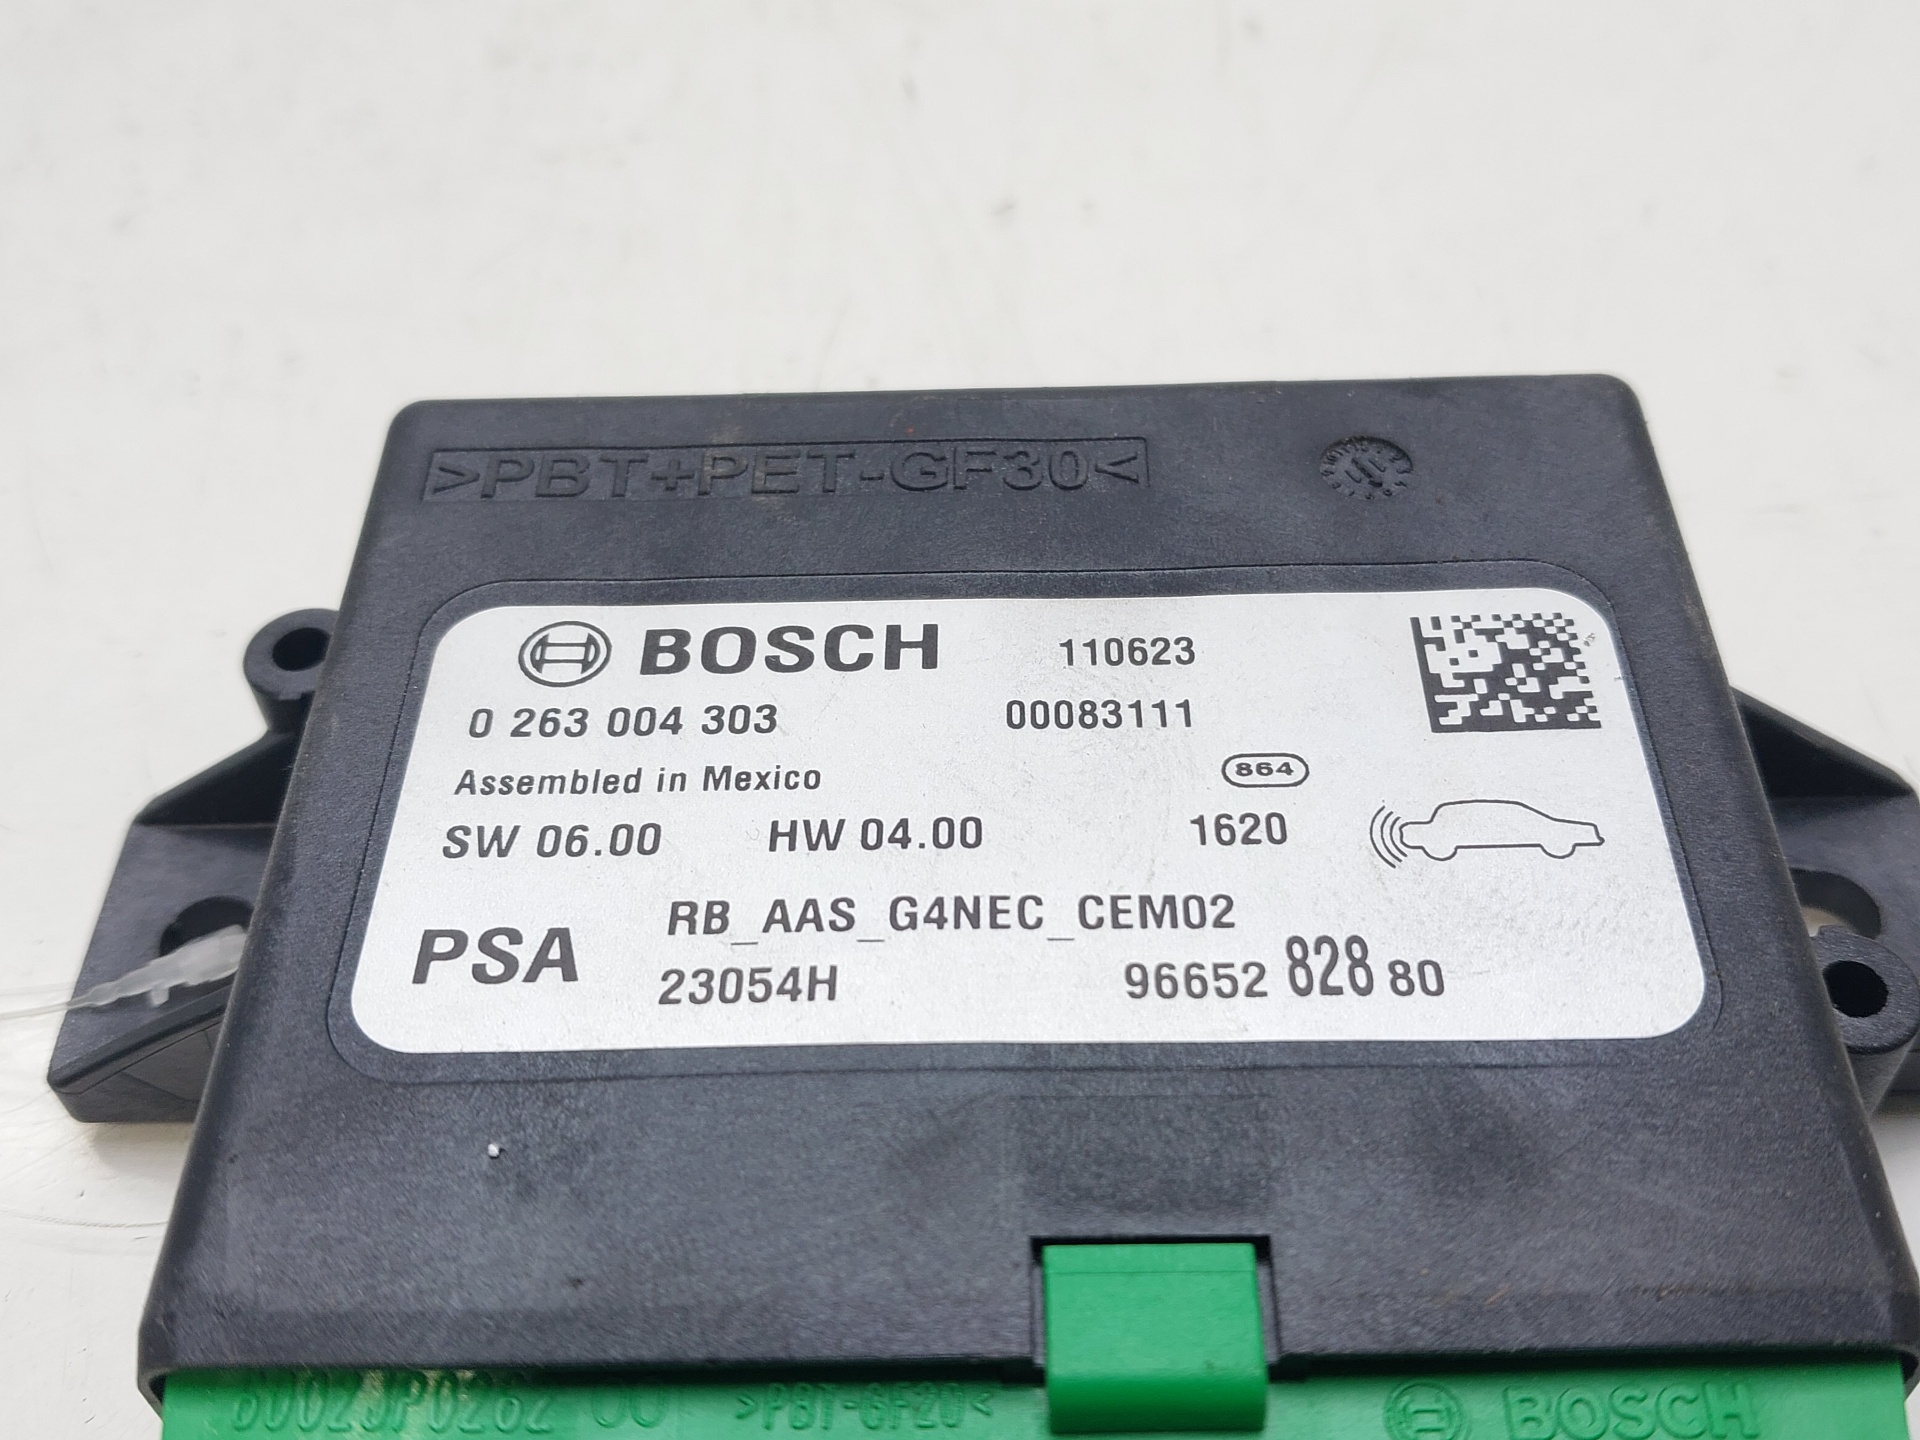 >PBT+PET-GF30<
BOSCH 110623
0 263 004 303 00083111
Assembled in Mexico 864
SW 06.00 HW 04.00 1620
RB_AAS_G4NEC_CEM02
PSA 23054H 96652 828 80
>PBT-GF20<
BOSCH